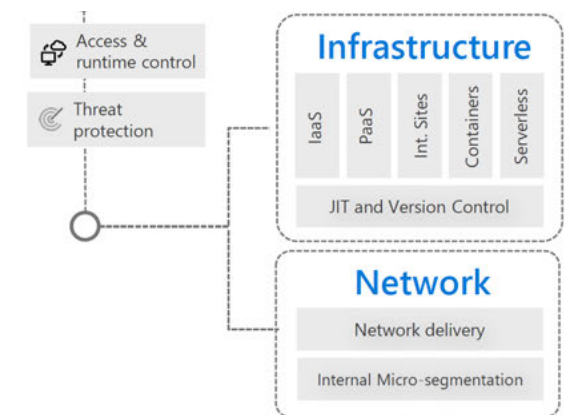 Access &
runtime control
Threat
protection
Infrastructure
IaaS
PaaS
Int. Sites
Containers
Serverless
JIT and Version Control
Network
Network delivery
Internal Micro-segmentation